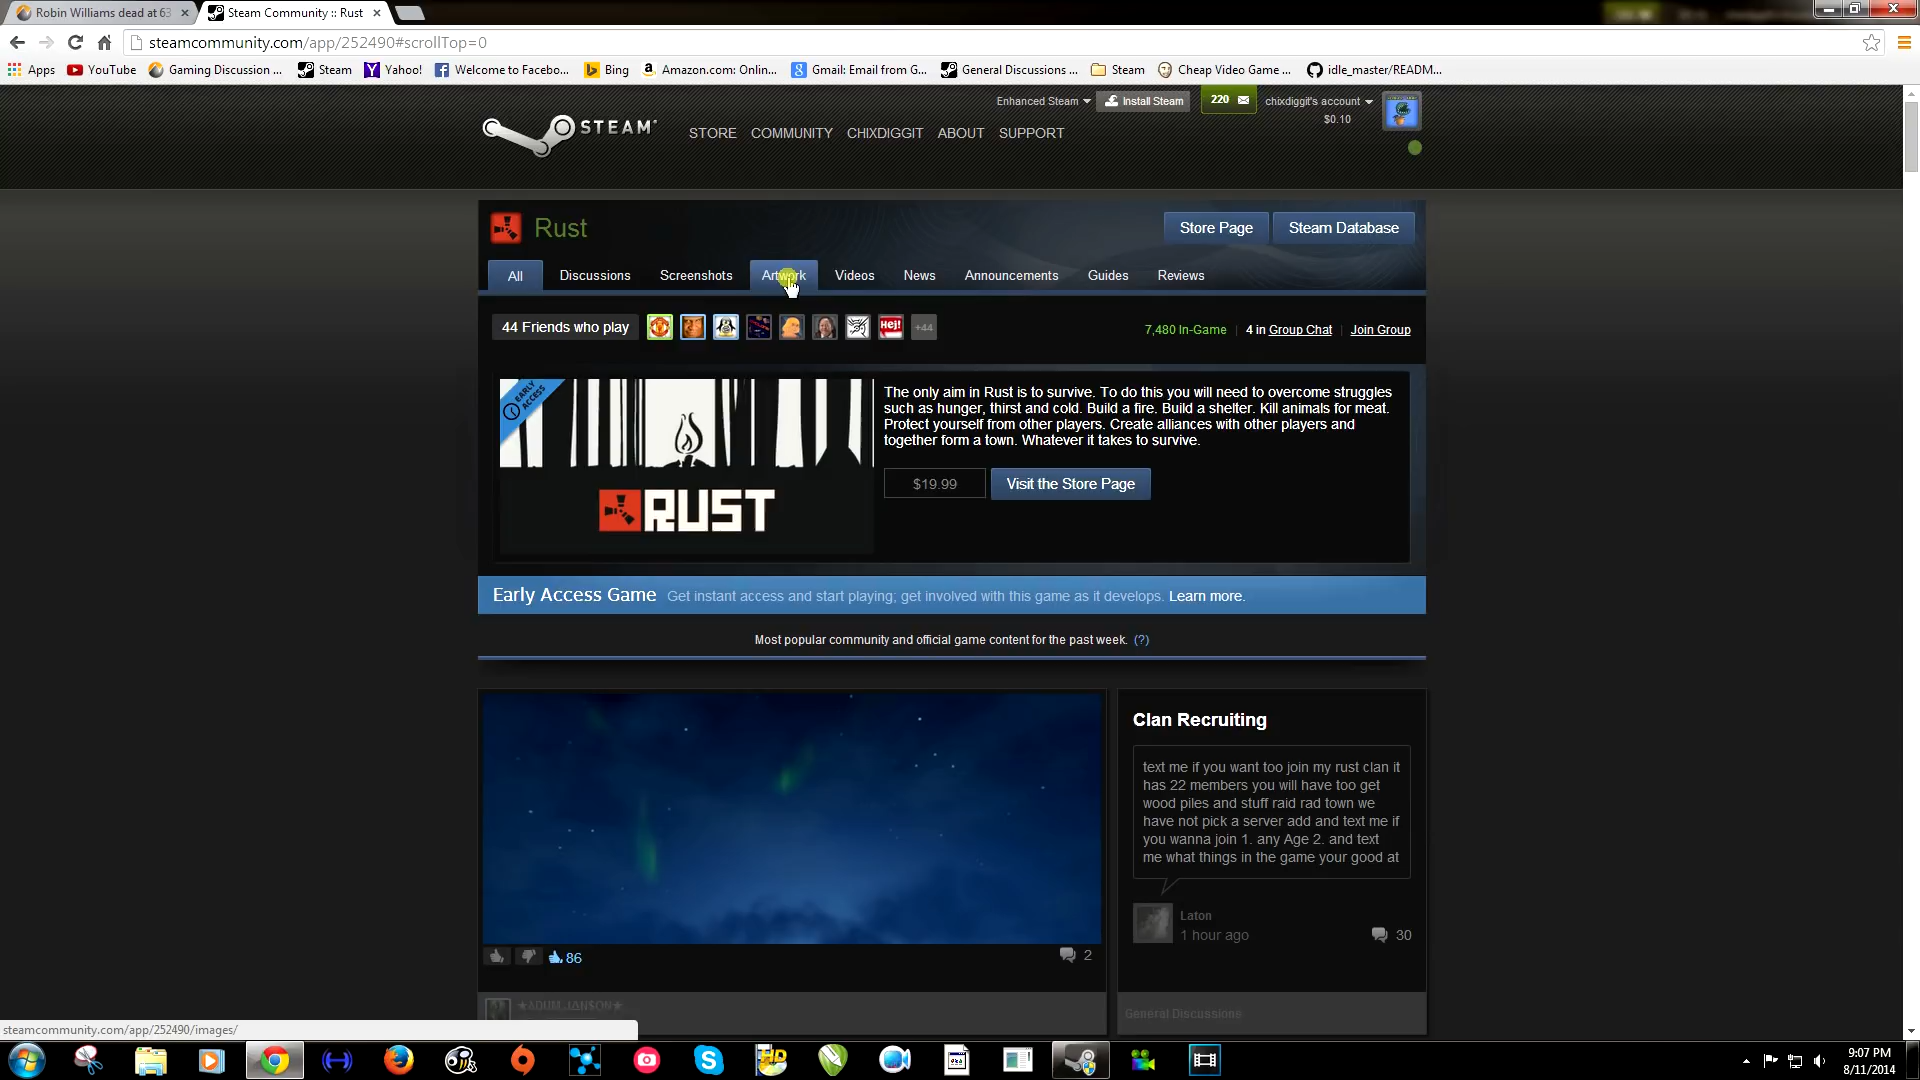 Robin Williams dead at 63
Steam Community :: Rust
steamcommunity.com/app/252490#scrollTop=0
Apps YouTube Gaming Discussion ... Steam Yahoo! Welcome to Facebo... Bing Amazon.com: Onlin... Gmail: Email from G... General Discussions ... Steam Cheap Video Game ... idle_master/READM...
Enhanced Steam Install Steam 220 chixdiggit's account
$0.10
STEAM
STORE COMMUNITY CHIXDIGGIT ABOUT SUPPORT
Rust
Store Page Steam Database
All Discussions Screenshots Artwork Videos News Announcements Guides Reviews
44 Friends who play Hej! +44 7,480 In-Game 4 in Group Chat Join Group
EARLY ACCESS
RUST
The only aim in Rust is to survive. To do this you will need to overcome struggles
such as hunger, thirst and cold. Build a fire. Build a shelter. Kill animals for meat.
Protect yourself from other players. Create alliances with other players and
together form a town. Whatever it takes to survive.
$19.99 Visit the Store Page
Early Access Game Get instant access and start playing; get involved with this game as it develops. Learn more.
Most popular community and official game content for the past week. (?)
Clan Recruiting
text me if you want too join my rust clan it
has 22 members you will have too get
wood piles and stuff raid rad town we
have not pick a server add and text me if
you wanna join 1. any Age 2. and text
me what things in the game your good at
Laton
1 hour ago 30
86 2
General Discussions
steamcommunity.com/app/252490/images/
9:07 PM
8/11/2014